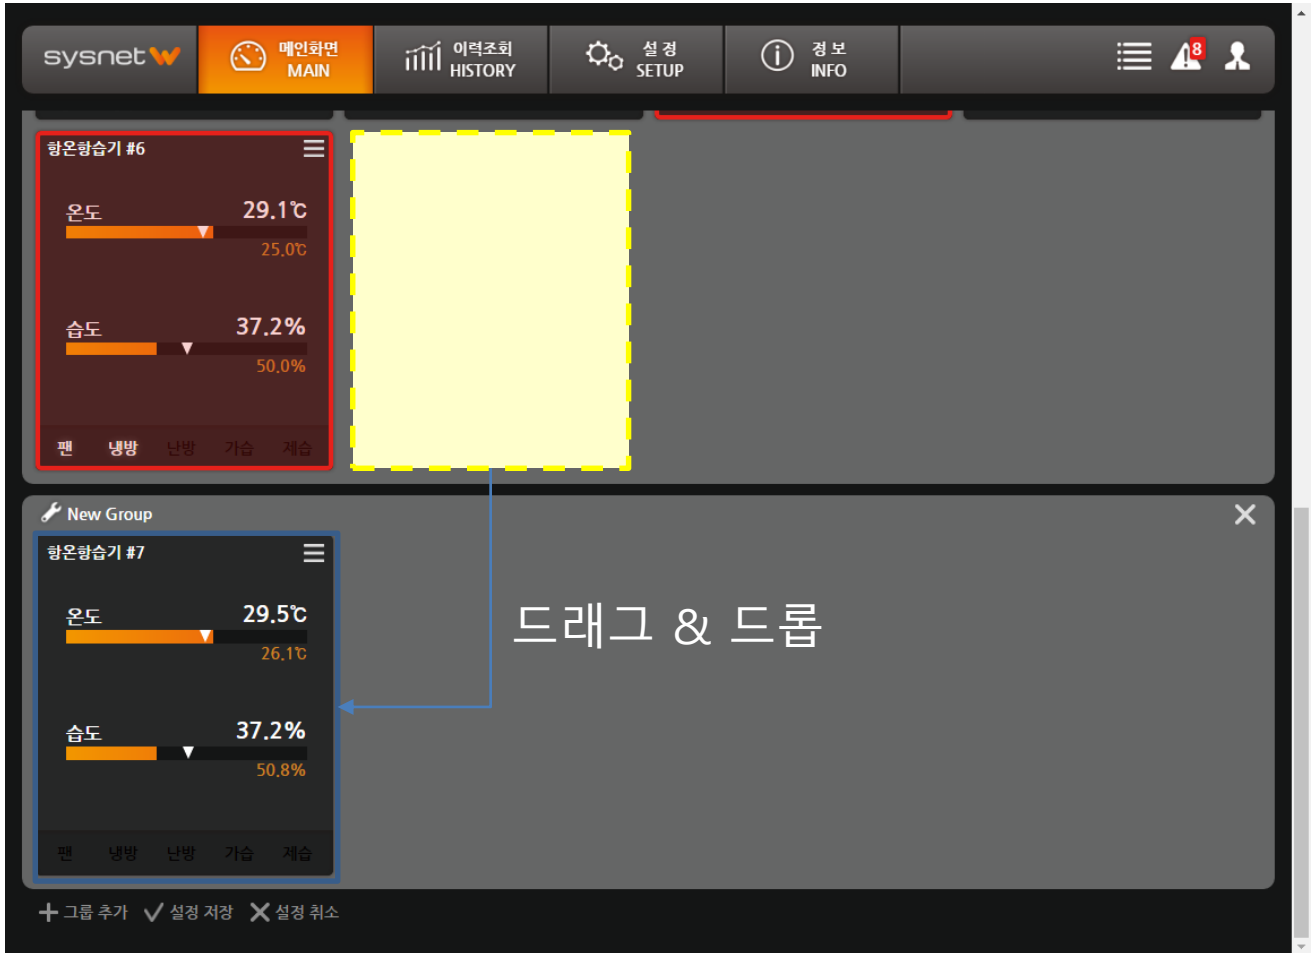 sysnet
메인화면
MAIN
이력조회
HISTORY
설 정
SETUP
정 보
INFO
8
항온항습기 #6
온도 29.1℃
25.0℃
습도 37.2%
50.0%
팬 냉방 난방 가습 제습
New Group
항온항습기 #7
온도 29.5℃
26.1℃
습도 37.2%
50.8%
팬 냉방 난방 가습 제습
드래그 & 드롭
그룹 추가 설정 저장 설정 취소